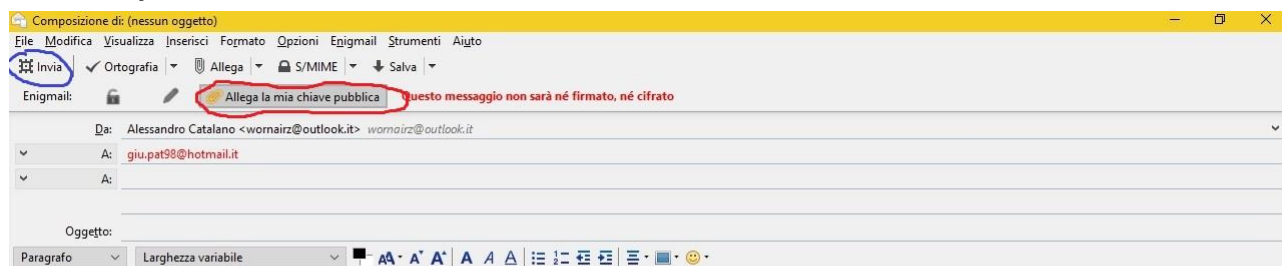 Composizione di: (nessun oggetto)
File Modifica Visualizza Inserisci Formato Opzioni Enigmail Strumenti Aiuto
Invia Ortografia Allega S/MIME Salva
Enigmail: Allega la mia chiave pubblica Questo messaggio non sarà né firmato, né cifrato
Da: Alessandro Catalano <wornairz@outlook.it> wornairz@outlook.it
A: giu.pat98@hotmail.it
A:
Oggetto:
Paragrafo Larghezza variabile